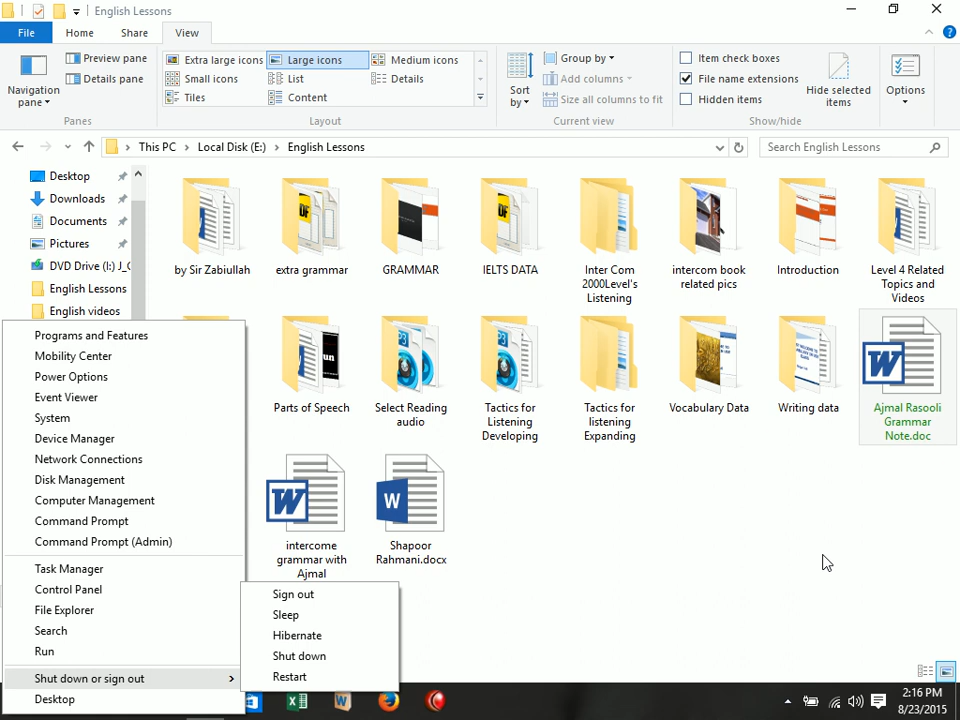 English Lessons
File Home Share View
Navigation pane
Preview pane
Details pane
Panes
Extra large icons Large icons Medium icons
Small icons List Details
Tiles Content
Layout
Sort by
Group by
Add columns
Size all columns to fit
Current view
Item check boxes
File name extensions
Hidden items
Hide selected items
Show/hide
Options
This PC Local Disk (E:) English Lessons
Search English Lessons
Desktop
Downloads
Documents
Pictures
DVD Drive (I:) J_C
English Lessons
English videos
by Sir Zabiullah
extra grammar
GRAMMAR
IELTS DATA
Inter Com
2000Level's
Listening
intercom book
related pics
Introduction
Level 4 Related
Topics and
Videos
Parts of Speech
Select Reading
audio
Tactics for
Listening
Developing
Tactics for
listening
Expanding
Vocabulary Data
Writing data
Ajmal Rasooli
Grammar
Note.doc
intercome
grammar with
Ajmal
Shapoor
Rahmani.docx
Programs and Features
Mobility Center
Power Options
Event Viewer
System
Device Manager
Network Connections
Disk Management
Computer Management
Command Prompt
Command Prompt (Admin)
Task Manager
Control Panel
File Explorer
Search
Run
Shut down or sign out
Desktop
Sign out
Sleep
Hibernate
Shut down
Restart
2:16 PM
8/23/2015